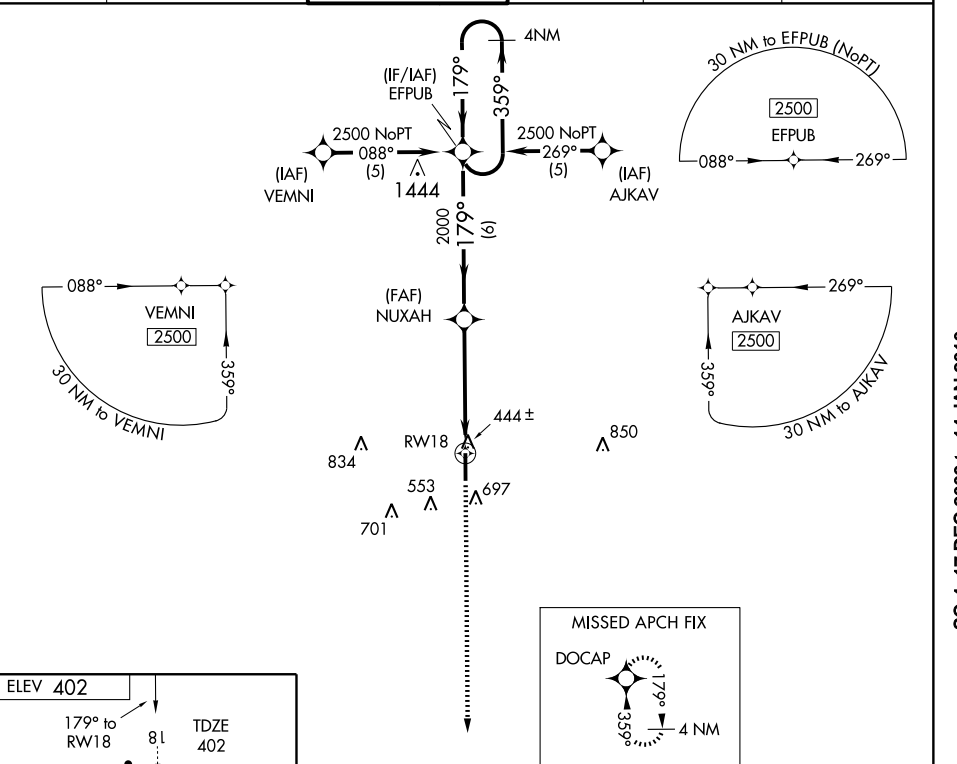 4NM
30 NM to EFPUB (NoPT)
(IF/IAF)
EFPUB
179°
359°
2500
EFPUB
088°
269°
2500 NoPT
088°
(5)
2500 NoPT
269°
(5)
(IAF)
VEMNI
1444
(IAF)
AJKAV
2000
179°
(6)
088°
VEMNI
2500
359°
30 NM to VEMNI
(FAF)
NUXAH
269°
AJKAV
2500
359°
30 NM to AJKAV
444 ±
RW18
834
850
553
697
701
MISSED APCH FIX
DOCAP
179°
359°
4 NM
ELEV 402
179° to
RW18
18
TDZE
402